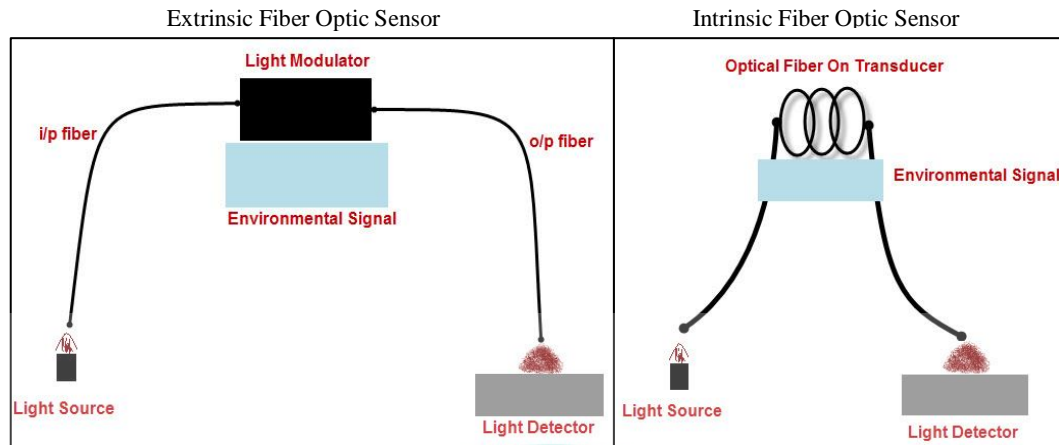 Extrinsic Fiber Optic Sensor
Light Modulator
i/p fiber
o/p fiber
Environmental Signal
Light Source
Light Detector
Intrinsic Fiber Optic Sensor
Optical Fiber On Transducer
Environmental Signal
Light Source
Light Detector